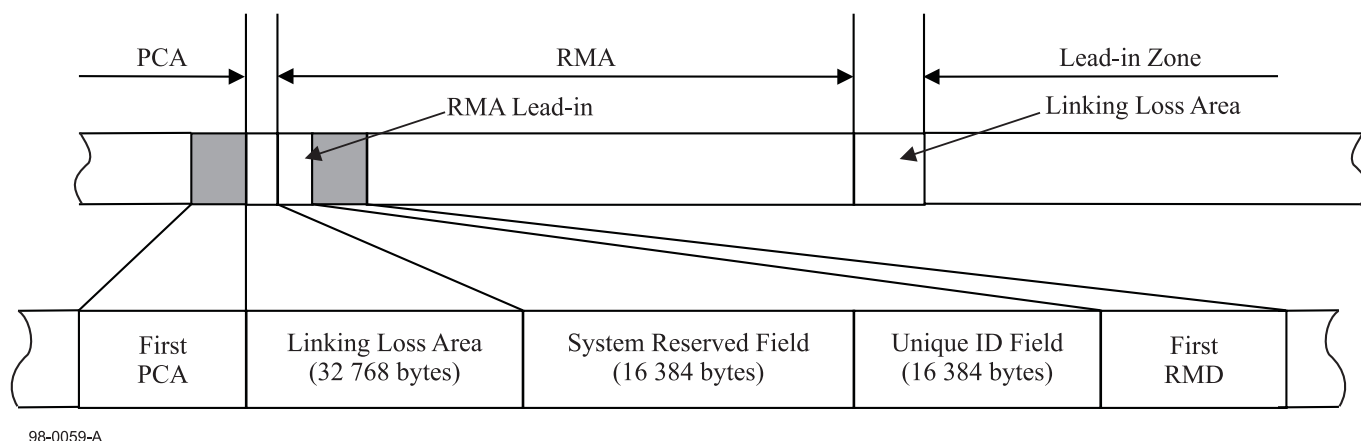 PCA
RMA
Lead-in Zone
RMA Lead-in
Linking Loss Area
First
PCA
Linking Loss Area
(32 768 bytes)
System Reserved Field
(16 384 bytes)
Unique ID Field
(16 384 bytes)
First
RMD
98-0059-A